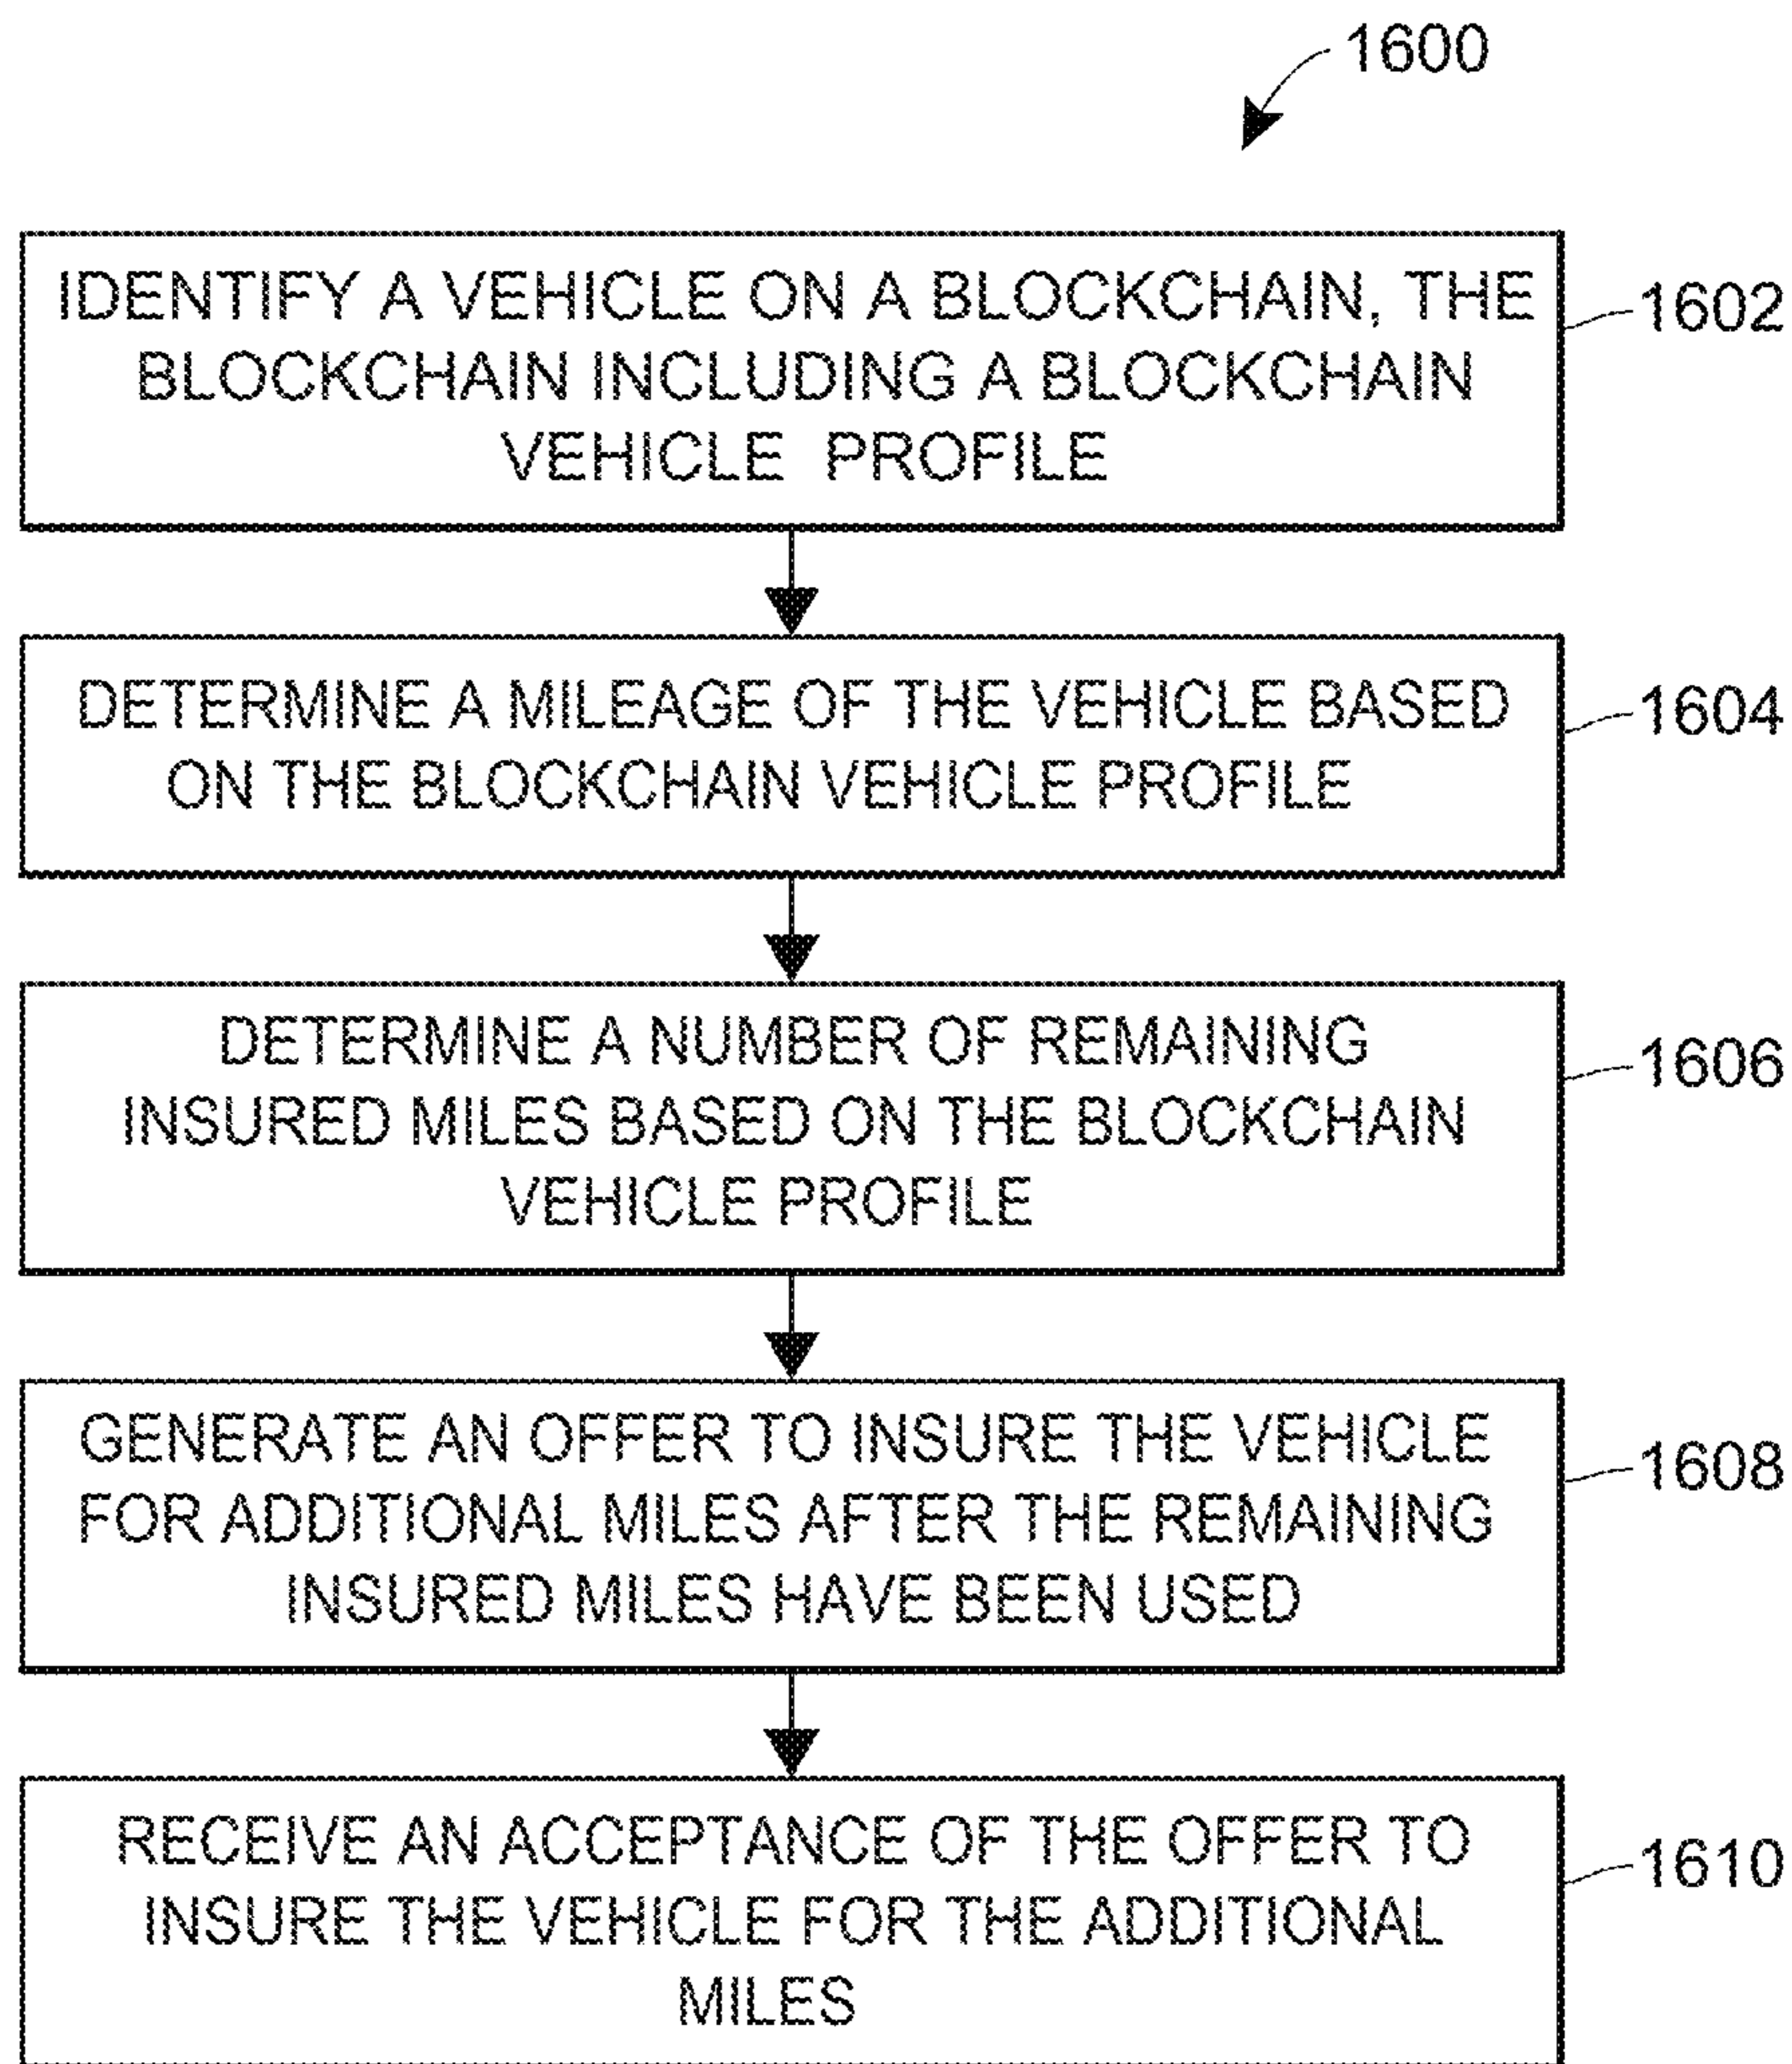 1600
IDENTIFY A VEHICLE ON A BLOCKCHAIN, THE
BLOCKCHAIN INCLUDING A BLOCKCHAIN
VEHICLE PROFILE
1602
DETERMINE A MILEAGE OF THE VEHICLE BASED
ON THE BLOCKCHAIN VEHICLE PROFILE
1604
DETERMINE A NUMBER OF REMAINING
INSURED MILES BASED ON THE BLOCKCHAIN
VEHICLE PROFILE
1606
GENERATE AN OFFER TO INSURE THE VEHICLE
FOR ADDITIONAL MILES AFTER THE REMAINING
INSURED MILES HAVE BEEN USED
1608
RECEIVE AN ACCEPTANCE OF THE OFFER TO
INSURE THE VEHICLE FOR THE ADDITIONAL
MILES
1610